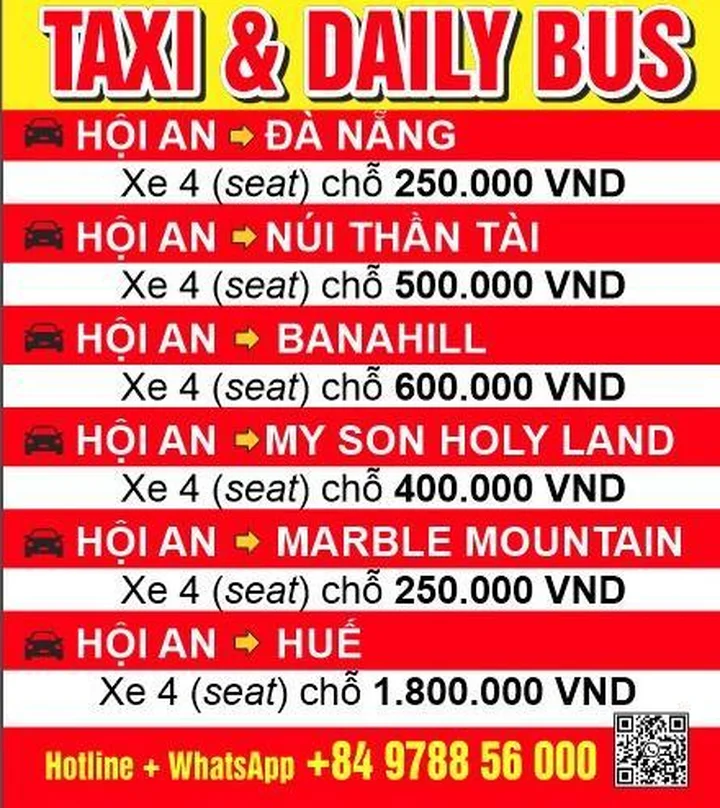 TAXI & DAILY BUS
HỘI AN ➡ ĐÀ NẴNG
Xe 4 (seat) chỗ 250.000 VND
HỘI AN ➡ NÚI THẦN TÀI
Xe 4 (seat) chỗ 500.000 VND
HỘI AN ➡ BANAHILL
Xe 4 (seat) chỗ 600.000 VND
HỘI AN ➡ MY SON HOLY LAND
Xe 4 (seat) chỗ 400.000 VND
HỘI AN ➡ MARBLE MOUNTAIN
Xe 4 (seat) chỗ 250.000 VND
HỘI AN ➡ HUẾ
Xe 4 (seat) chỗ 1.800.000 VND
Hotline + WhatsApp +84 9788 56 000